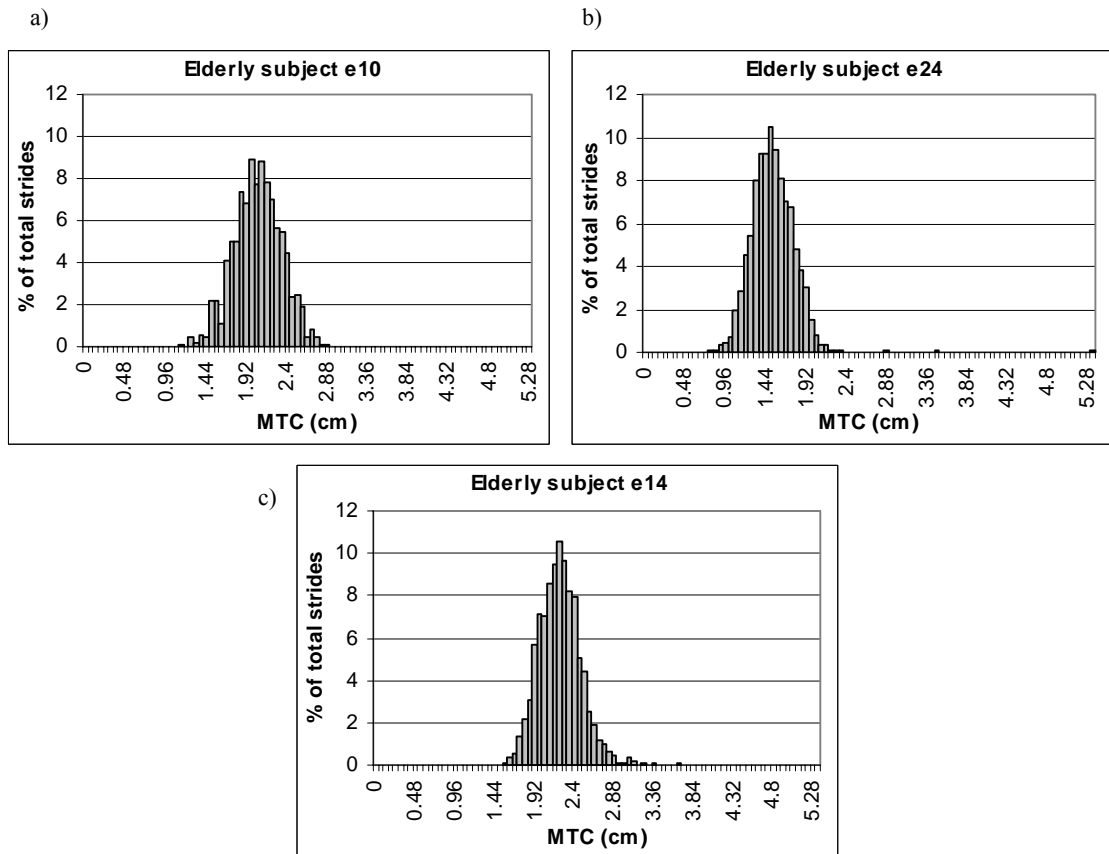 a)
Elderly subject e10
12
10
8
6
4
2
0
% of total strides
0 0.48 0.96 1.44 1.92 2.4 2.88 3.36 3.84 4.32 4.8 5.28
MTC (cm)
b)
Elderly subject e24
12
10
8
6
4
2
0
% of total strides
0 0.48 0.96 1.44 1.92 2.4 2.88 3.36 3.84 4.32 4.8 5.28
MTC (cm)
c)
Elderly subject e14
12
10
8
6
4
2
0
% of total strides
0 0.48 0.96 1.44 1.92 2.4 2.88 3.36 3.84 4.32 4.8 5.28
MTC (cm)